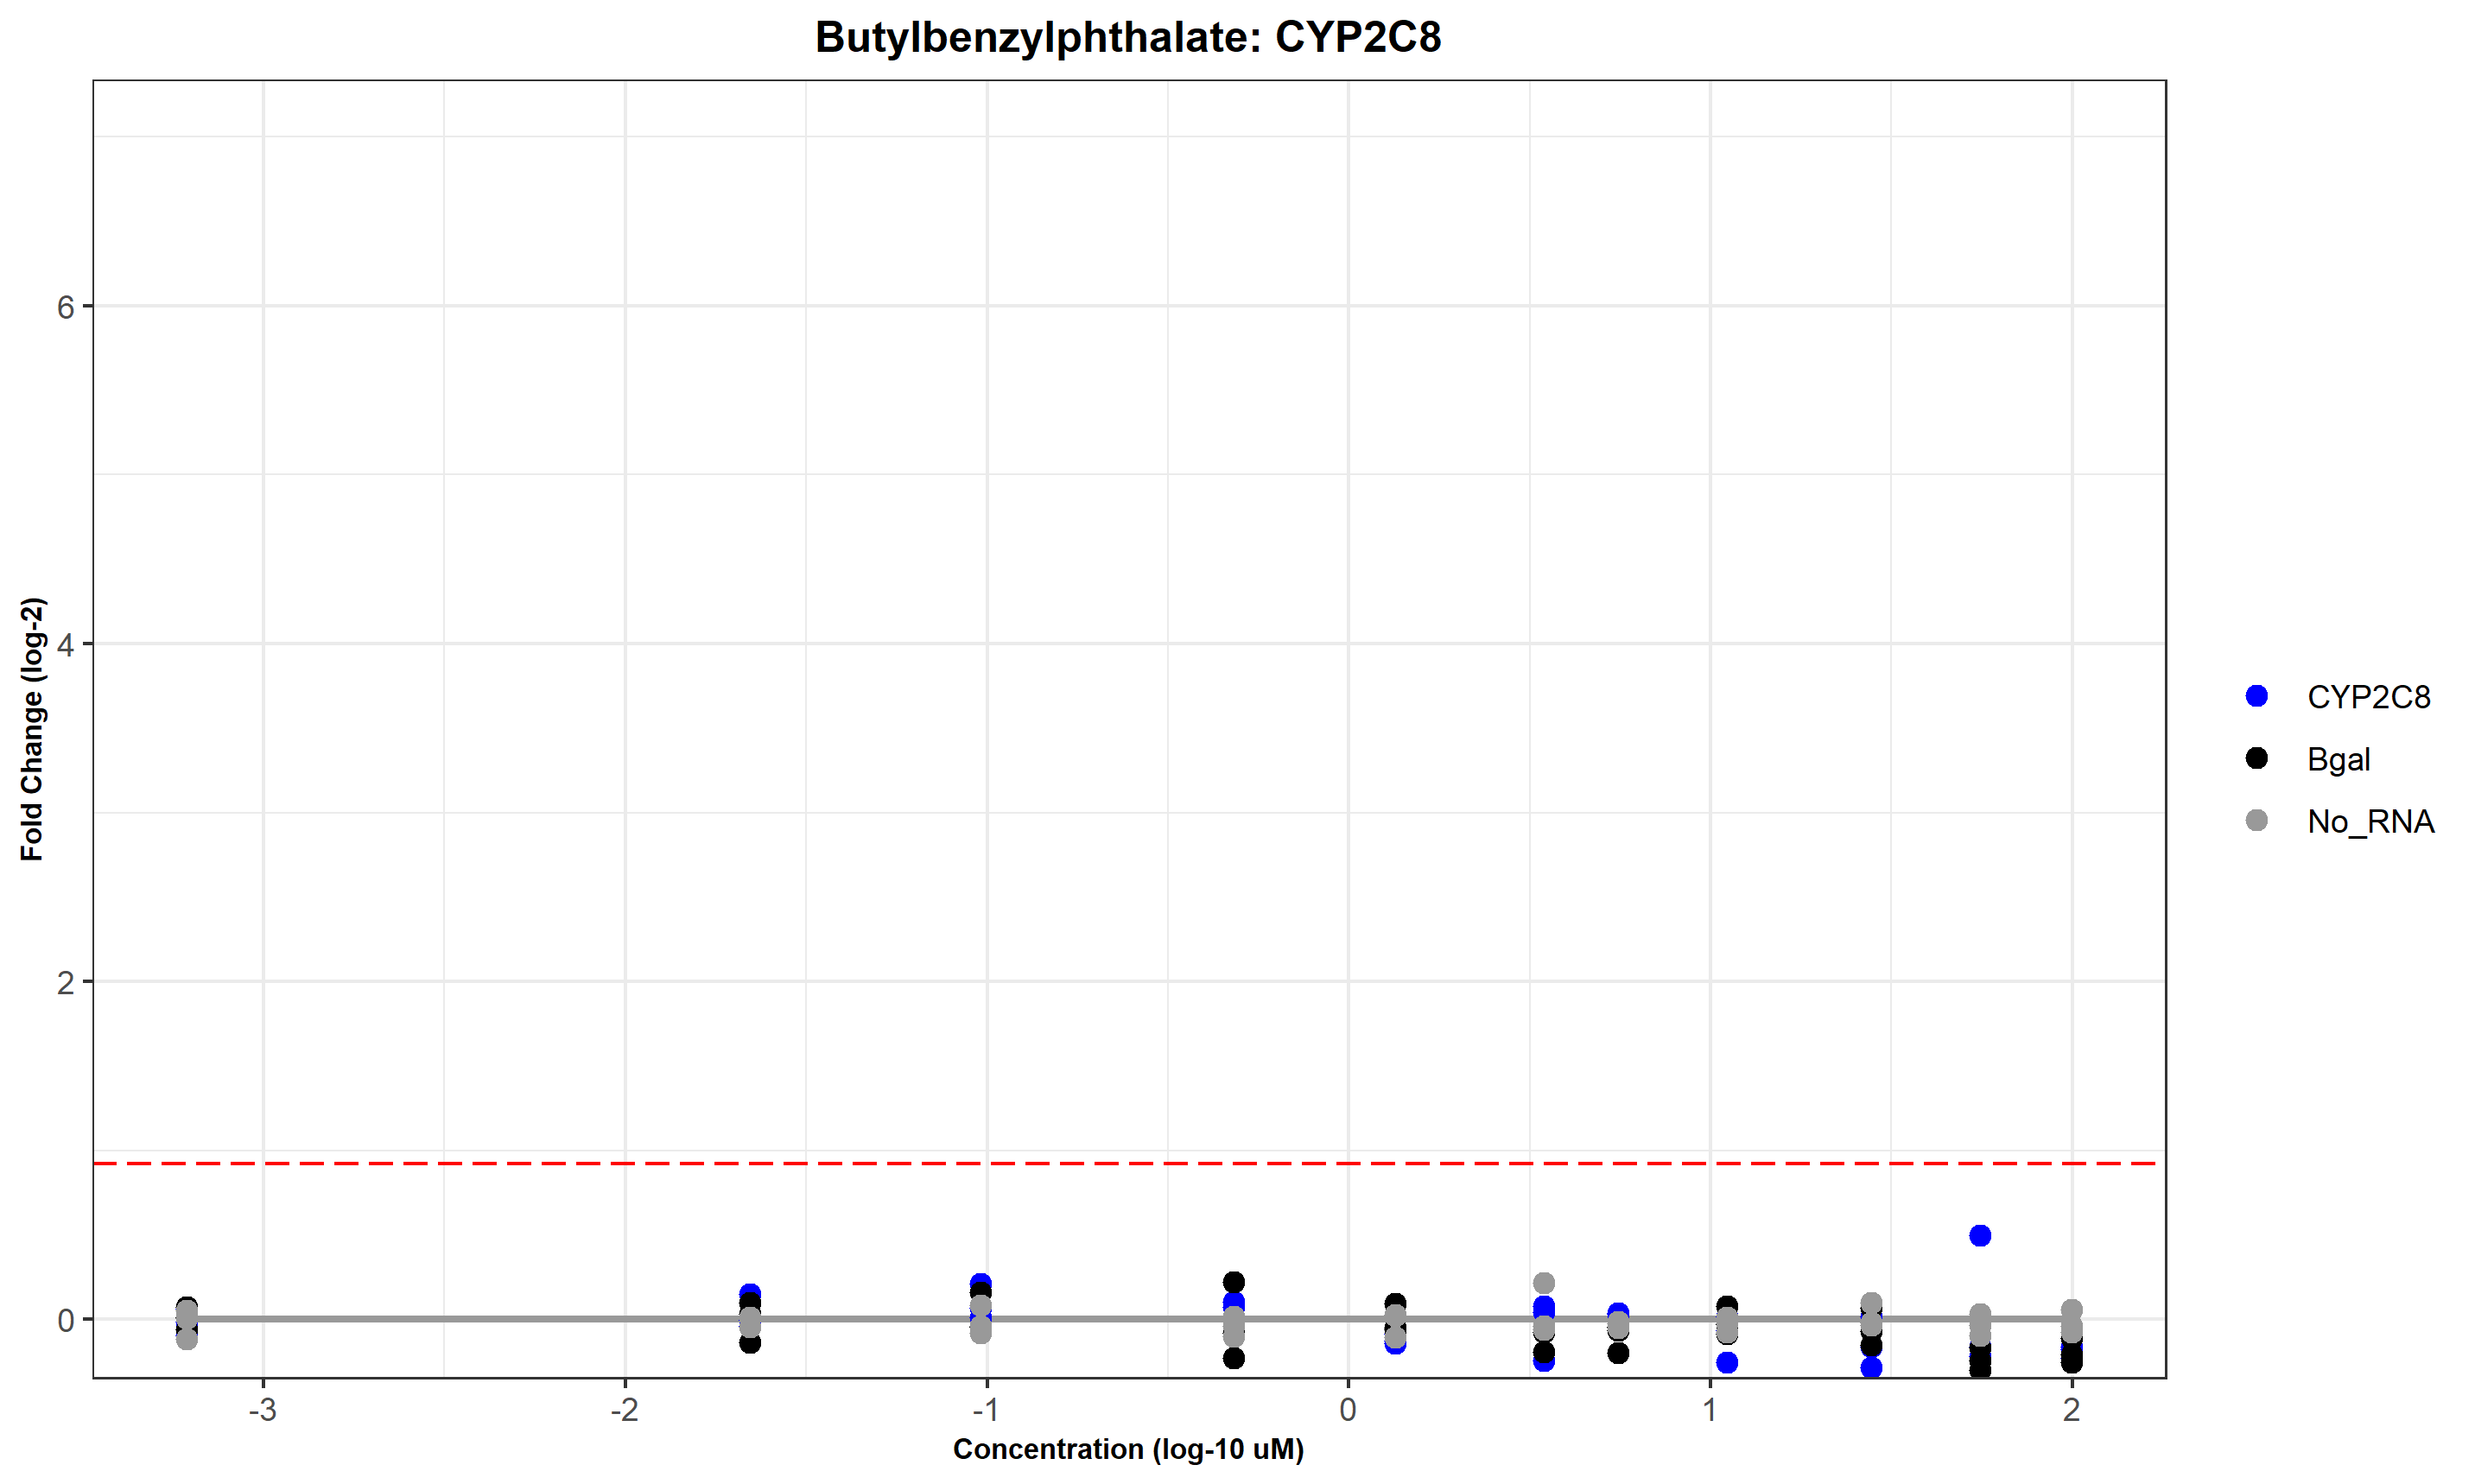 Butylbenzylphthalate: CYP2C8
Fold Change (log-2)
6
4
2
0
-3
-2
-1
0
1
2
Concentration (log-10 uM)
CYP2C8
Bgal
No_RNA